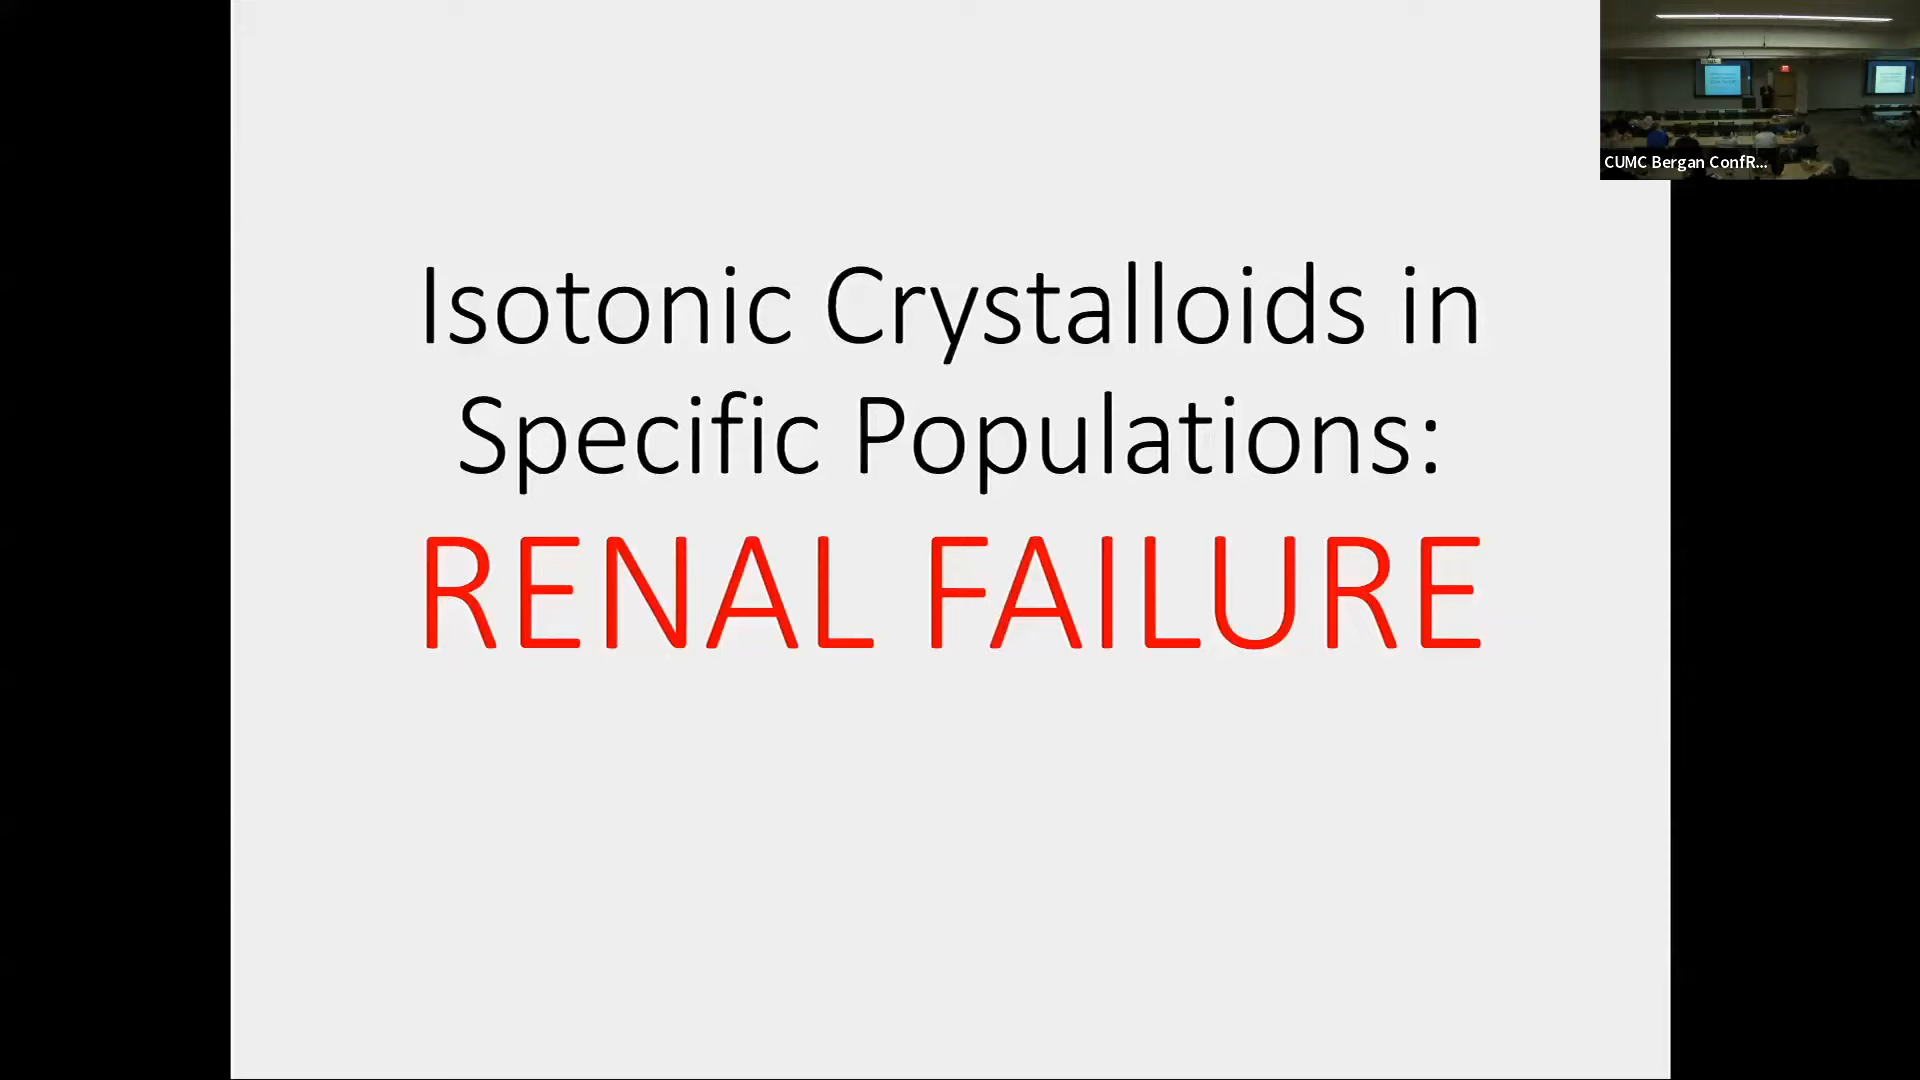 Isotonic Crystalloids in
Specific Populations:
RENAL FAILURE
CUMC Bergan ConfR...